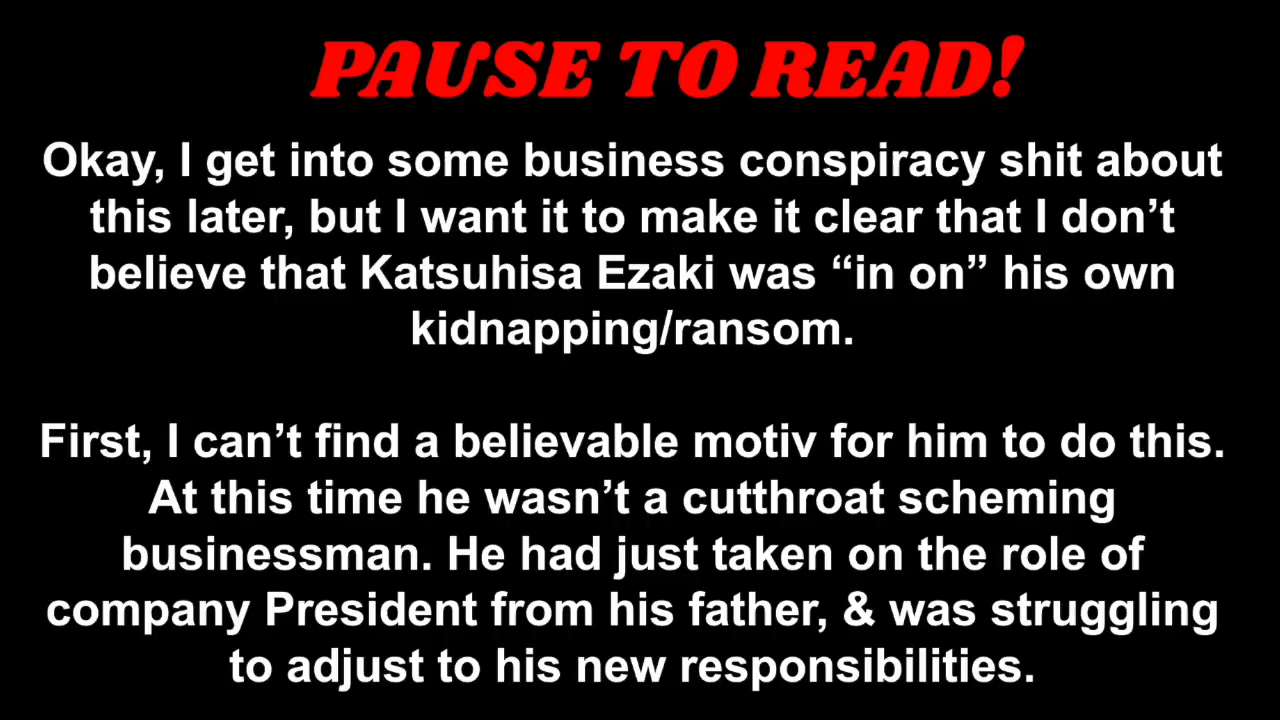 PAUSE TO READ!
Okay, I get into some business conspiracy shit about
this later, but I want it to make it clear that I don’t
believe that Katsuhisa Ezaki was “in on” his own
kidnapping/ransom.
First, I can’t find a believable motiv for him to do this.
At this time he wasn’t a cutthroat scheming
businessman. He had just taken on the role of
company President from his father, & was struggling
to adjust to his new responsibilities.